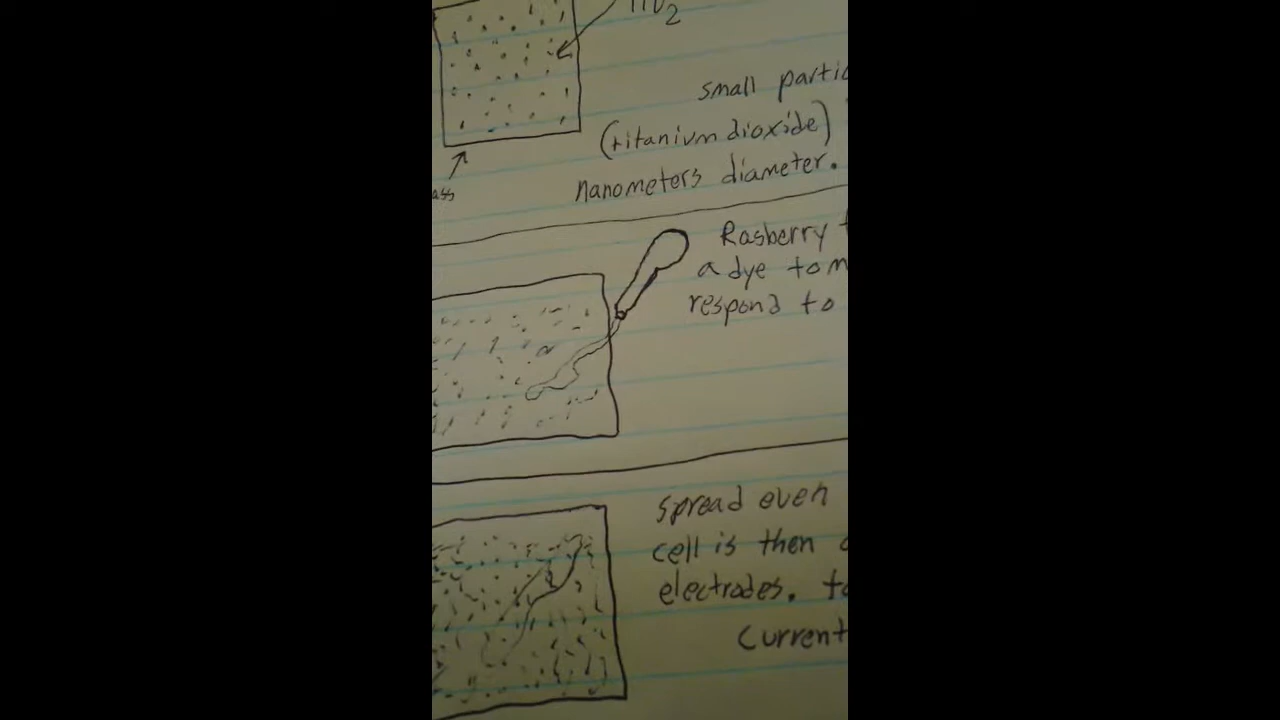 TiO2
small partic
(titanium dioxide)
nanometers diameter.
ass
Rasberry
a dye to m
respond to
spread even
cell is then
electrodes. to
current